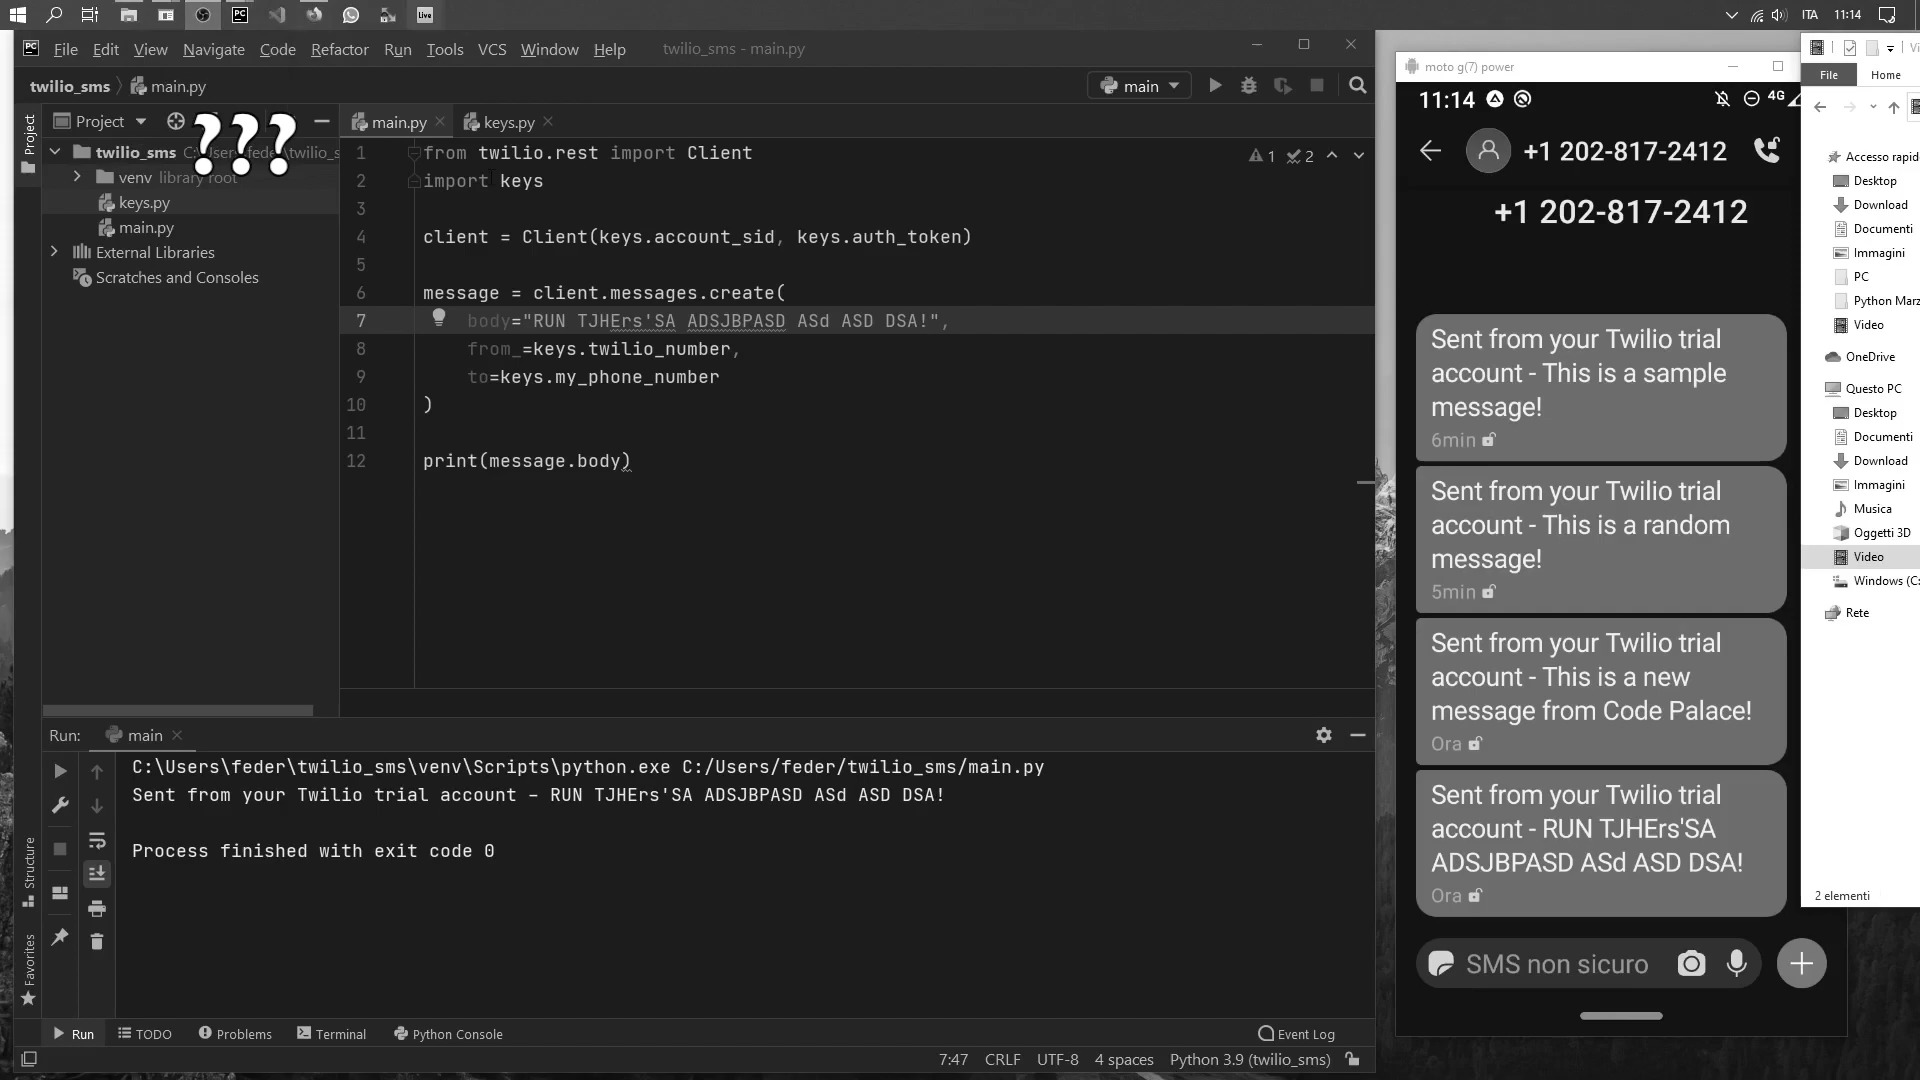 PC
Live
ITA
11:14
PC File Edit View Navigate Code Refactor Run Tools VCS Window Help twilio_sms - main.py
twilio_sms main.py
main
Project
Project
???
twilio_sms C:\Users\feder\twilio_s
venv library root
keys.py
main.py
External Libraries
Scratches and Consoles
main.py keys.py
1 2
1 from twilio.rest import Client
2 import keys
3
4 client = Client(keys.account_sid, keys.auth_token)
5
6 message = client.messages.create(
7 body="RUN TJHErs'SA ADSJBPASD ASd ASD DSA!",
8 from_=keys.twilio_number,
9 to=keys.my_phone_number
10 )
11
12 print(message.body)
Run: main
C:\Users\feder\twilio_sms\venv\Scripts\python.exe C:/Users/feder/twilio_sms/main.py
Sent from your Twilio trial account - RUN TJHErs'SA ADSJBPASD ASd ASD DSA!
Process finished with exit code 0
Structure
Favorites
Run TODO Problems Terminal Python Console Event Log
7:47 CRLF UTF-8 4 spaces Python 3.9 (twilio_sms)
moto g(7) power
11:14
4G
+1 202-817-2412
+1 202-817-2412
Sent from your Twilio trial
account - This is a sample
message!
6min
Sent from your Twilio trial
account - This is a random
message!
5min
Sent from your Twilio trial
account - This is a new
message from Code Palace!
Ora
Sent from your Twilio trial
account - RUN TJHErs'SA
ADSJBPASD ASd ASD DSA!
Ora
SMS non sicuro
File Home
Accesso rapid
Desktop
Download
Documenti
Immagini
PC
Python Marz
Video
OneDrive
Questo PC
Desktop
Documenti
Download
Immagini
Musica
Oggetti 3D
Video
Windows (C:
Rete
2 elementi